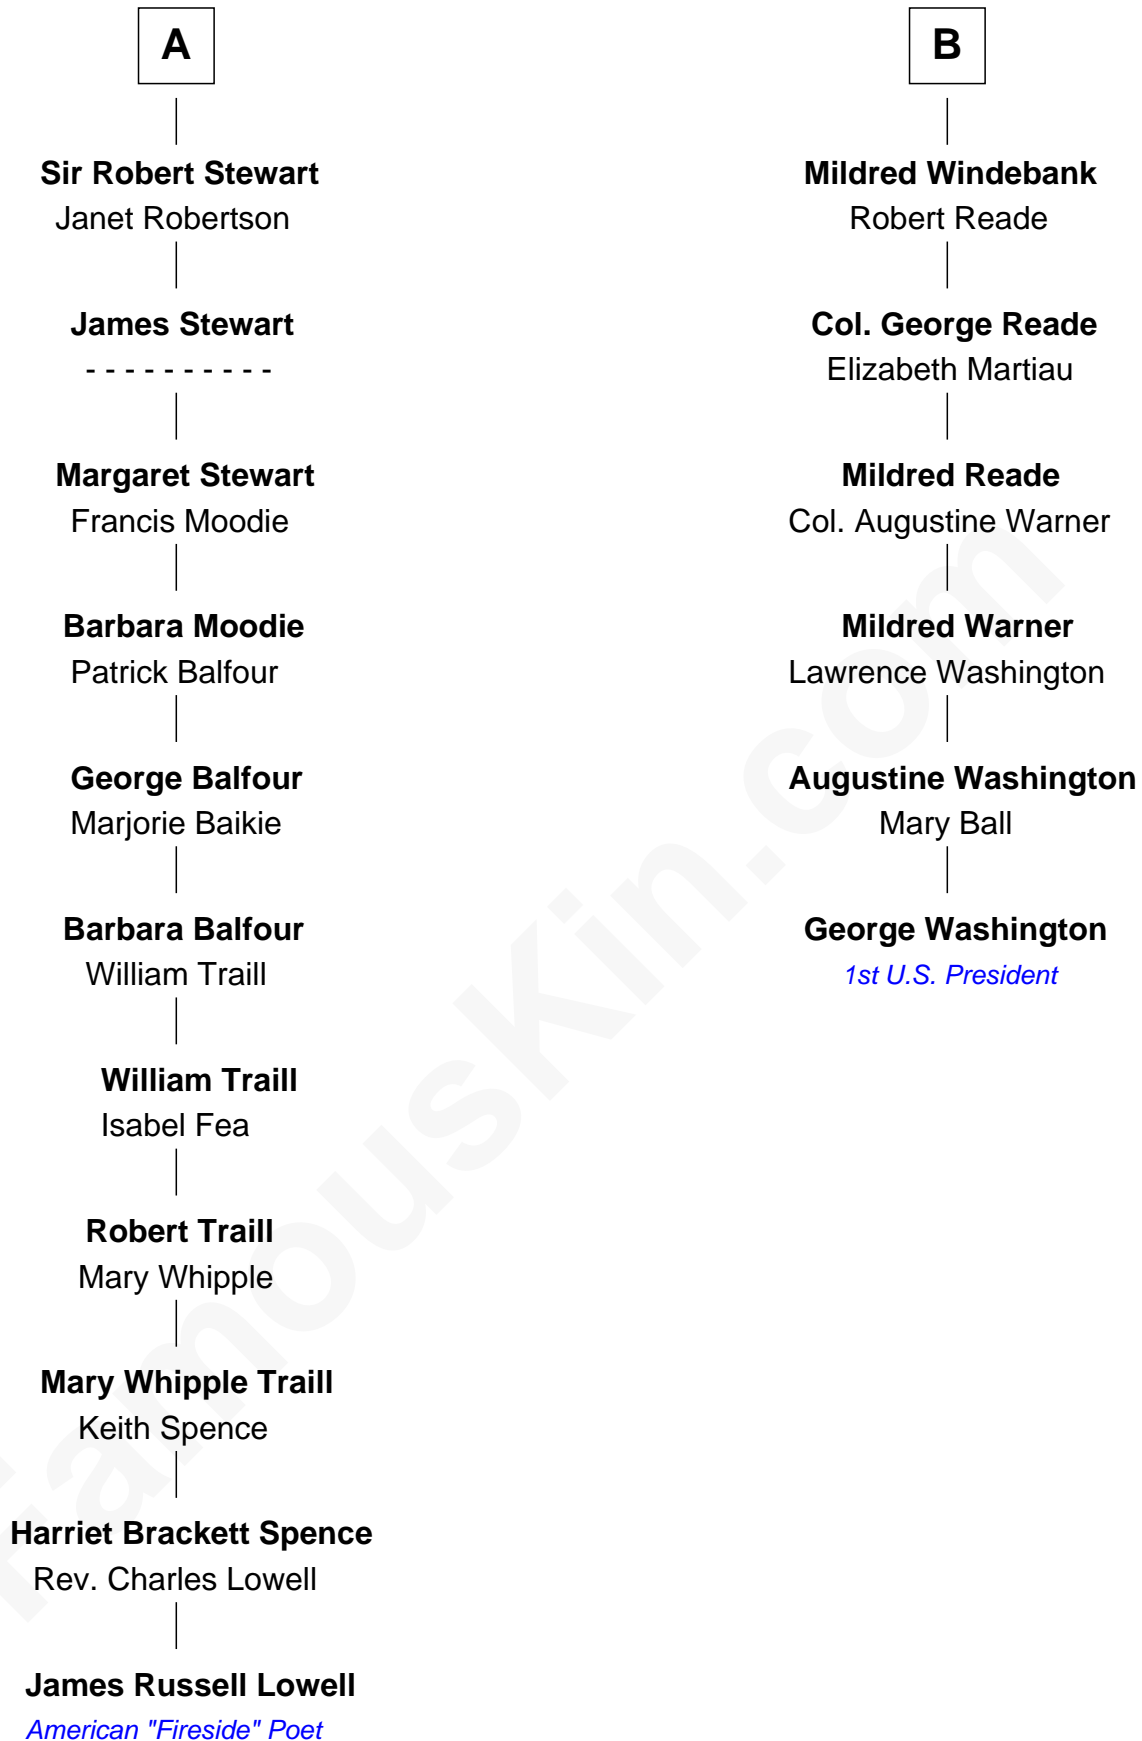 A
Sir Robert Stewart
Janet Robertson
James Stewart
- - - - - - - - - -
Margaret Stewart
Francis Moodie
Barbara Moodie
Patrick Balfour
George Balfour
Marjorie Baikie
Barbara Balfour
William Traill
William Traill
Isabel Fea
Robert Traill
Mary Whipple
Mary Whipple Traill
Keith Spence
Harriet Brackett Spence
Rev. Charles Lowell
James Russell Lowell
American "Fireside" Poet
B
Mildred Windebank
Robert Reade
Col. George Reade
Elizabeth Martiau
Mildred Reade
Col. Augustine Warner
Mildred Warner
Lawrence Washington
Augustine Washington
Mary Ball
George Washington
1st U.S. President
FamousKin.com